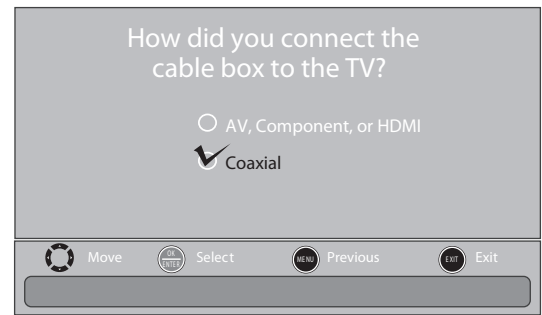 How did you connect the
cable box to the TV?
AV, Component, or HDMI
Coaxial
Move OK ENTER Select MENU Previous EXIT Exit